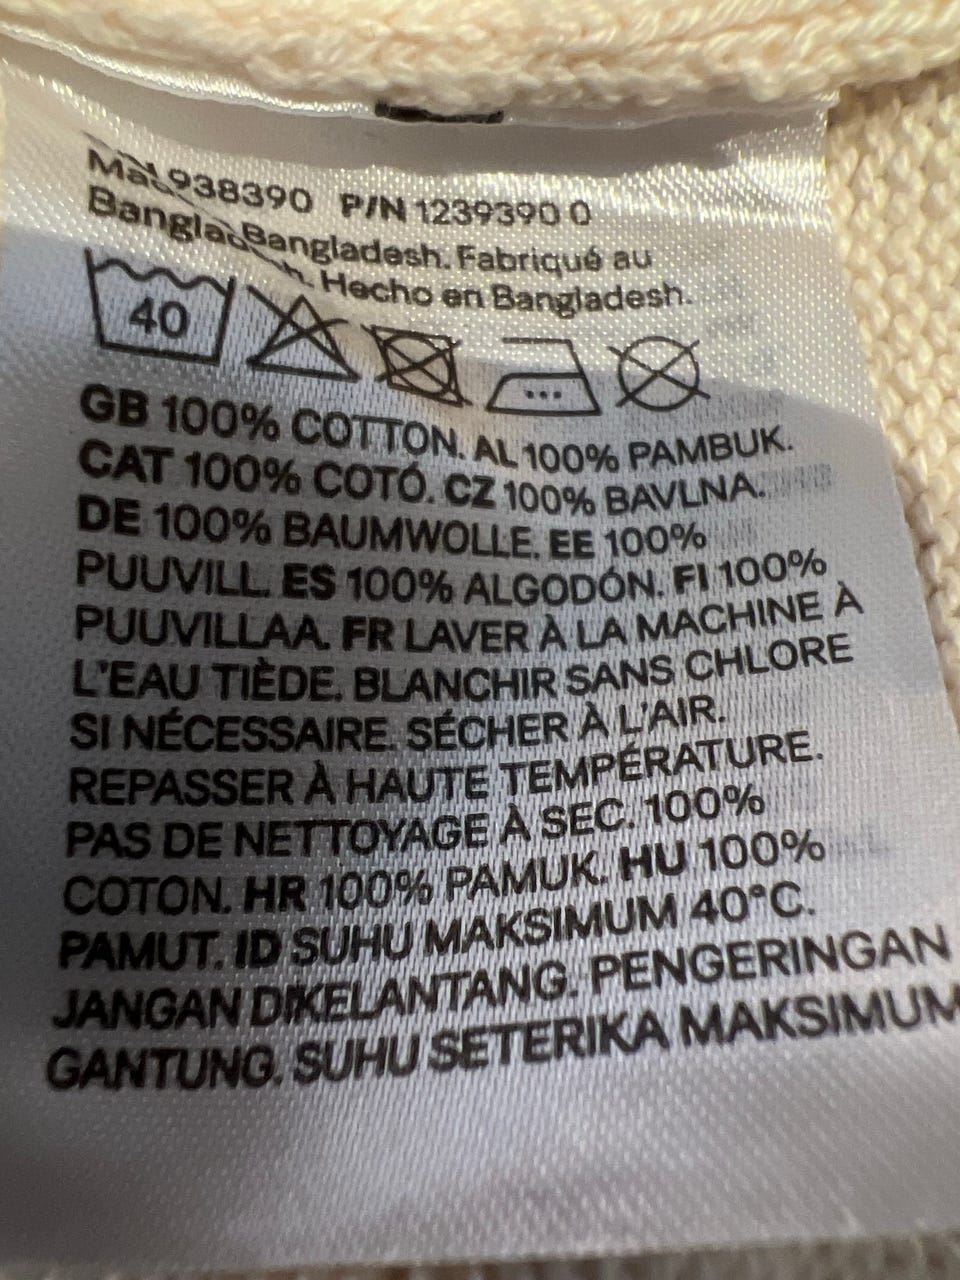 938390 P/N 1239390 0
Bangladesh. Fabriqué au
Hecho en Bangladesh.
40
GB 100% COTTON. AL 100% PAMBUK.
CAT 100% COTÓ. CZ 100% BAVLNA.
DE 100% BAUMWOLLE. EE 100%
PUUVILL. ES 100% ALGODÓN. FI 100%
PUUVILLAA. FR LAVER À LA MACHINE À
L'EAU TIÈDE. BLANCHIR SANS CHLORE
SI NÉCESSAIRE. SÉCHER À L'AIR.
REPASSER À HAUTE TEMPÉRATURE.
PAS DE NETTOYAGE À SEC. 100%
COTON. HR 100% PAMUK. HU 100%
PAMUT. ID SUHU MAKSIMUM 40°C.
JANGAN DIKELANTANG. PENGERINGAN
GANTUNG. SUHU SETERIKA MAKSIMUM